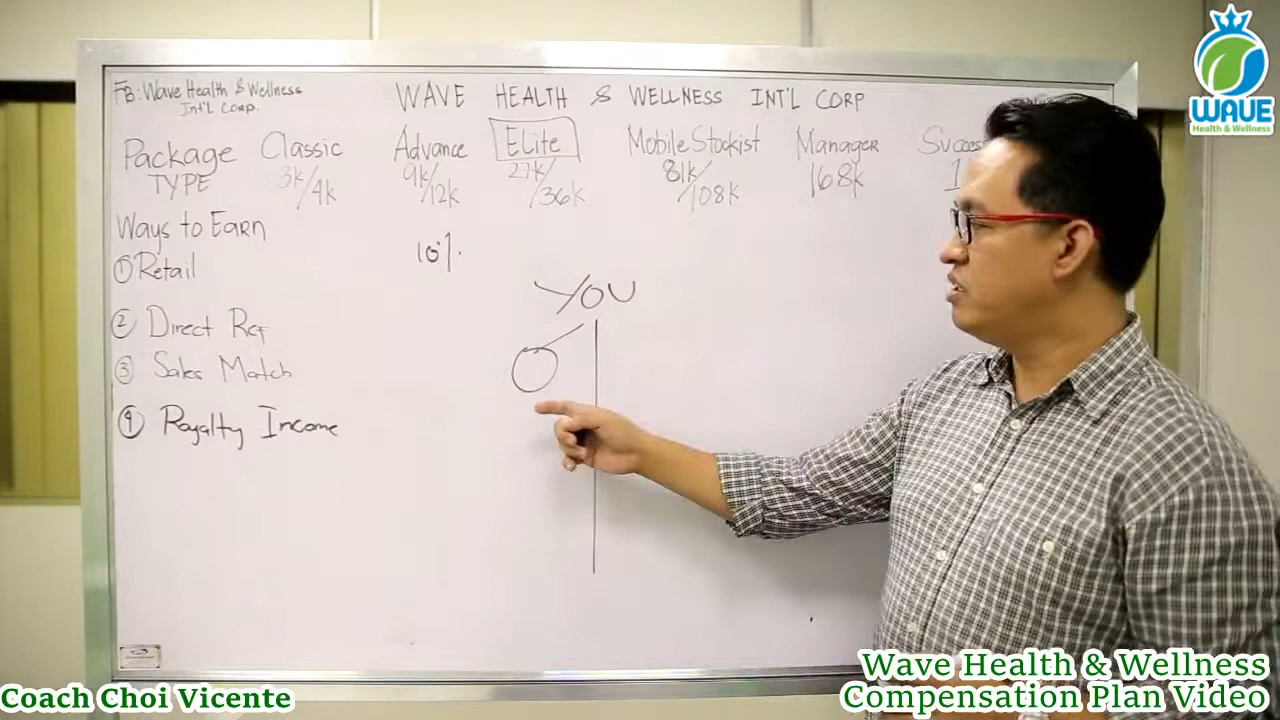 FB: Wave Health & Wellness
Int'l Corp.
WAVE HEALTH & WELLNESS INT'L CORP
Package TYPE
Classic 3k/4k
Advance 9k/12k
Elite 27k/36k
Mobile Stockist 81k/108k
Manager 168k
Success
Ways to Earn
① Retail 10%
② Direct Ref.
③ Sales Match
④ Royalty Income
YOU
WAVE
Health & Wellness
Coach Choi Vicente
Wave Health & Wellness
Compensation Plan Video